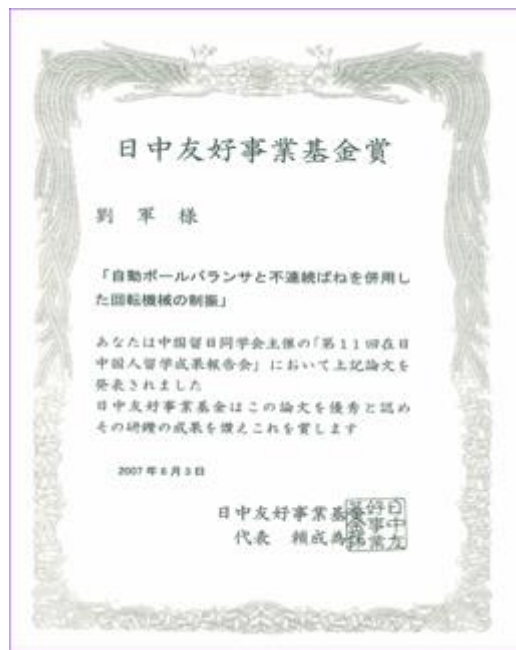 日中友好事業基金賞
劉 軍 様
「自動ボールバランサと不連続ばねを併用し
た回転機械の制振」
あなたは中国留日同学会主催の「第11回在日
中国人留学成果報告会」において上記論文を
発表されました
日中友好事業基金はこの論文を優秀と認め
その研鑽の成果を讃えこれを賞します
2007年6月3日
日中友好事業基金
代表 頼成為